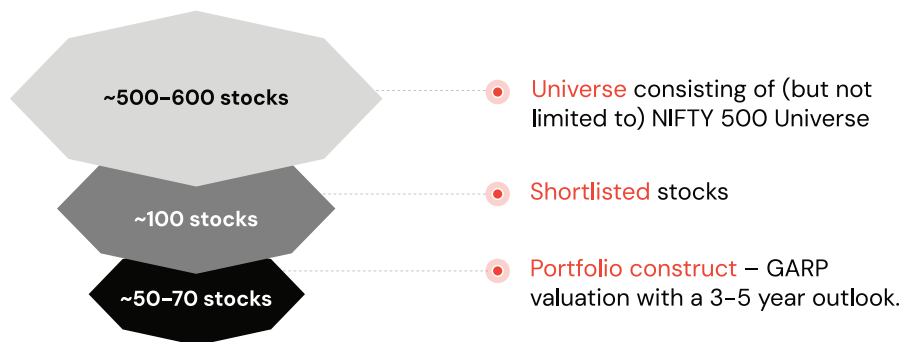 ~500–600 stocks
Universe consisting of (but not
limited to) NIFTY 500 Universe
~100 stocks
Shortlisted stocks
~50–70 stocks
Portfolio construct – GARP
valuation with a 3–5 year outlook.